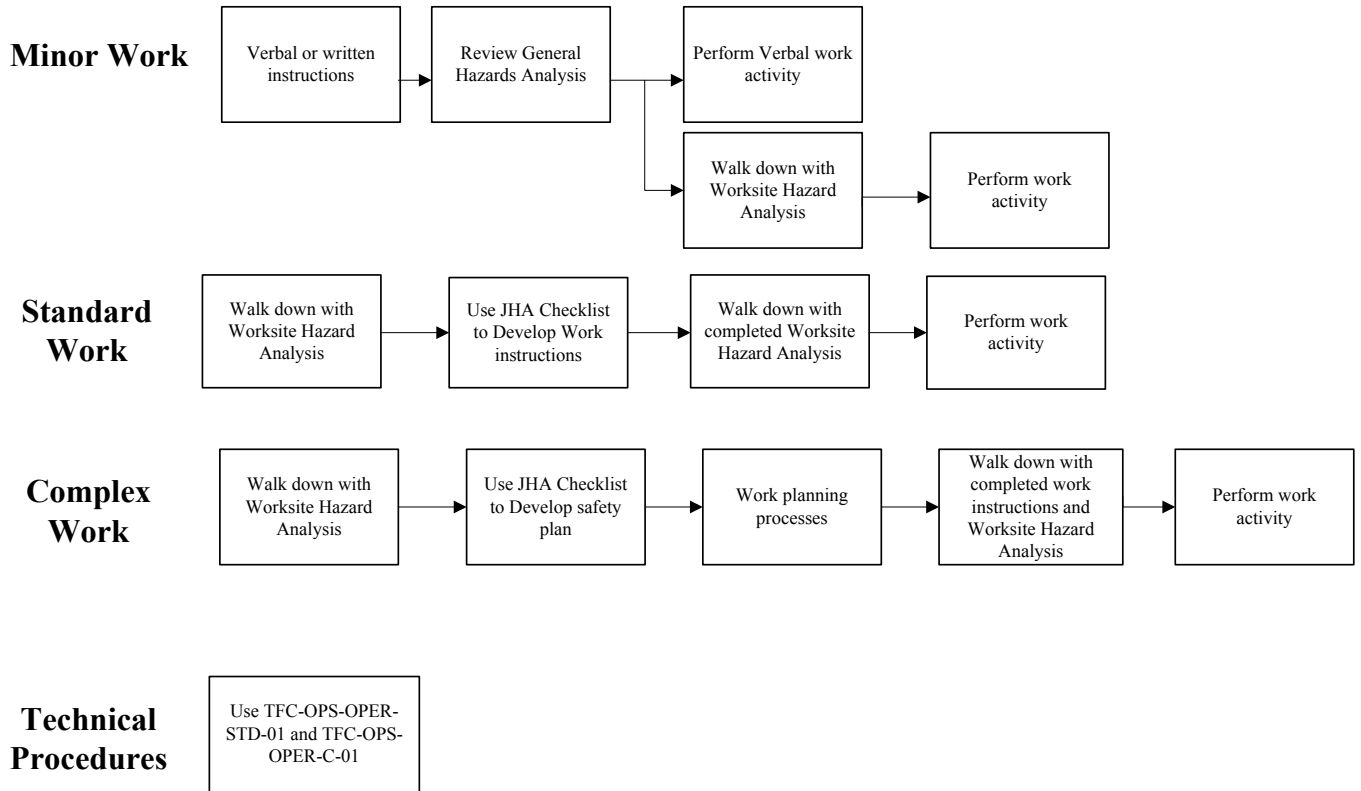 Minor Work
Verbal or written
instructions
Review General
Hazards Analysis
Perform Verbal work
activity
Walk down with
Worksite Hazard
Analysis
Perform work
activity
Standard
Work
Walk down with
Worksite Hazard
Analysis
Use JHA Checklist
to Develop Work
instructions
Walk down with
completed Worksite
Hazard Analysis
Perform work
activity
Complex
Work
Walk down with
Worksite Hazard
Analysis
Use JHA Checklist
to Develop safety
plan
Work planning
processes
Walk down with
completed work
instructions and
Worksite Hazard
Analysis
Perform work
activity
Technical
Procedures
Use TFC-OPS-OPER-
STD-01 and TFC-OPS-
OPER-C-01